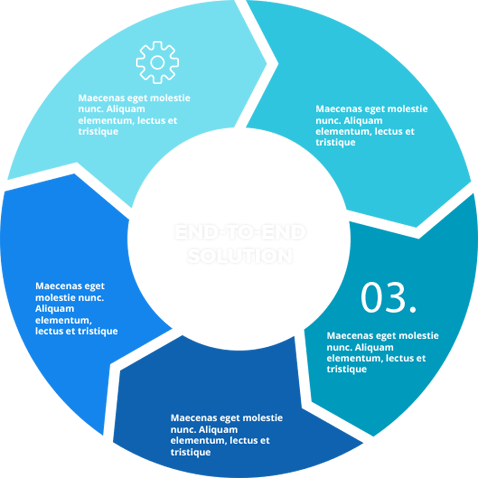 Maecenas eget molestie
nunc. Aliquam
elementum, lectus et
tristique
Maecenas eget molestie
nunc. Aliquam
elementum, lectus et
tristique
03.
Maecenas eget molestie
nunc. Aliquam
elementum, lectus et
tristique
Maecenas eget molestie
nunc. Aliquam
elementum, lectus et
tristique
Maecenas eget
molestie nunc.
Aliquam
elementum,
lectus et tristique
END-TO-END
SOLUTION